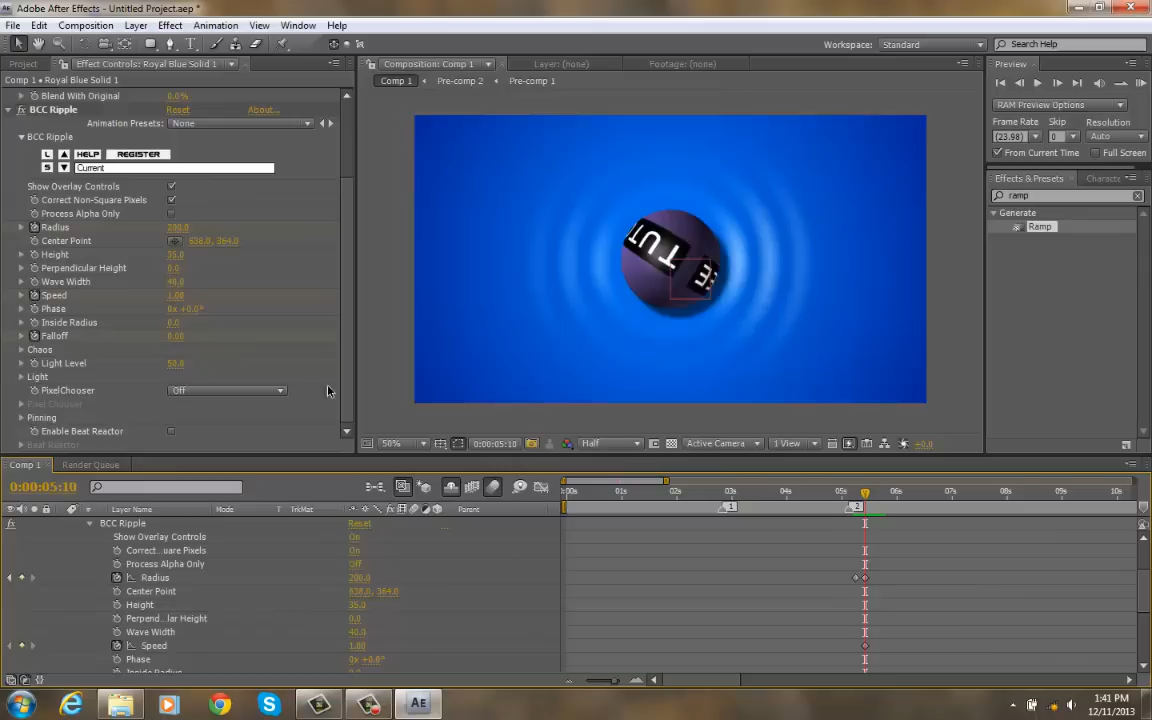 Adobe After Effects - Untitled Project.aep *
File Edit Composition Layer Effect Animation View Window Help
Workspace: Standard Search Help
Project Effect Controls: Royal Blue Solid 1
Composition: Comp 1 Layer: (none) Footage: (none)
Preview
Comp 1 • Royal Blue Solid 1
Comp 1 Pre-comp 2 Pre-comp 1
Blend With Original 0.0%
BCC Ripple Reset About...
Animation Presets: None
BCC Ripple
L HELP REGISTER
S Current
Show Overlay Controls
Correct Non-Square Pixels
Process Alpha Only
Radius 200.0
Center Point 638.0, 364.0
Height 35.0
Perpendicular Height 0.0
Wave Width 40.0
Speed 1.00
Phase 0x +0.0°
Inside Radius 0.0
Falloff 0.00
Chaos
Light Level 50.0
Light
PixelChooser Off
Pixel Chooser
Pinning
Enable Beat Reactor
Beat Reactor
TUT
E
50% 0:00:05:10 Half Active Camera 1 View +0.0
RAM Preview Options
Frame Rate Skip Resolution
(23.98) 0 Auto
From Current Time Full Screen
Effects & Presets Characte
ramp
Generate
Ramp
Comp 1 Render Queue
0:00:05:10
Layer Name Mode T TrkMat Parent
:00s 01s 02s 03s 04s 05s 06s 07s 08s 09s 10s
1 2
BCC Ripple Reset
Show Overlay Controls On
Correct...uare Pixels On
Process Alpha Only Off
Radius 200.0
Center Point 638.0, 364.0
Height 35.0
Perpend...lar Height 0.0
Wave Width 40.0
Speed 1.00
Phase 0x +0.0°
Inside Radius 0.0
AE
1:41 PM
12/11/2013